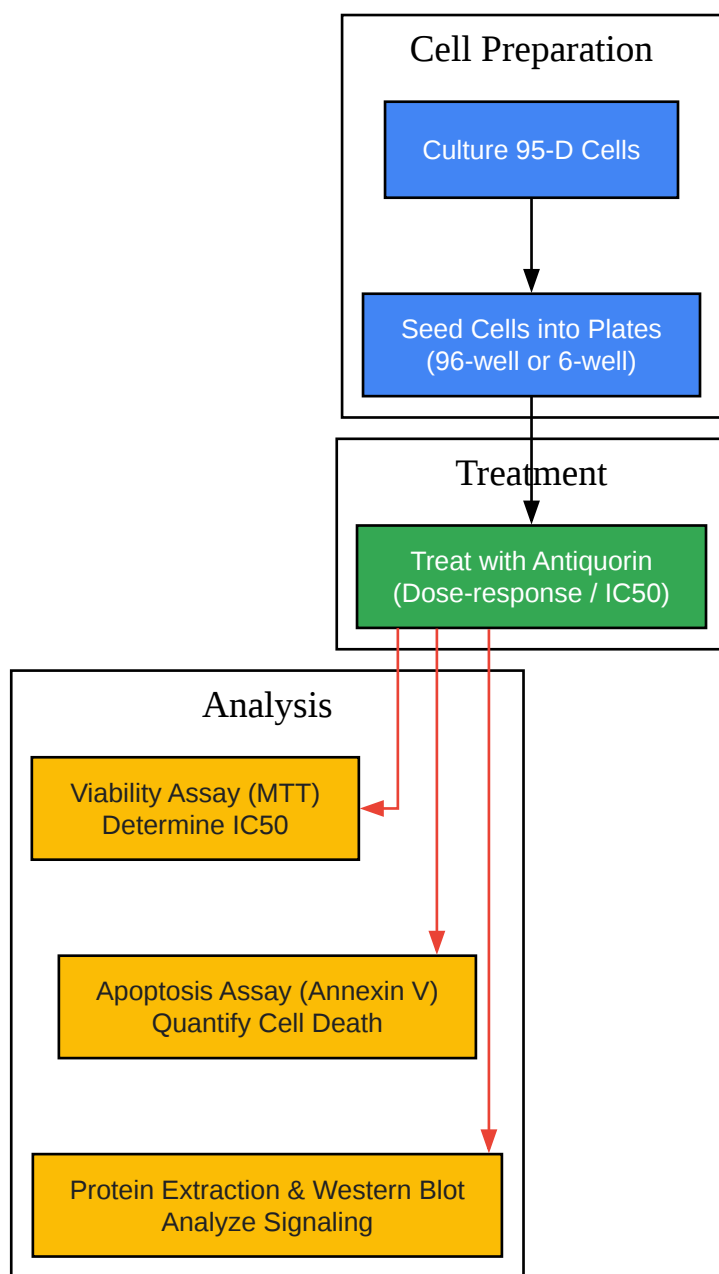 Cell Preparation
Culture 95-D Cells
Seed Cells into Plates
(96-well or 6-well)
Treatment
Treat with Antiquorin
(Dose-response / IC50)
Analysis
Viability Assay (MTT)
Determine IC50
Apoptosis Assay (Annexin V)
Quantify Cell Death
Protein Extraction & Western Blot
Analyze Signaling